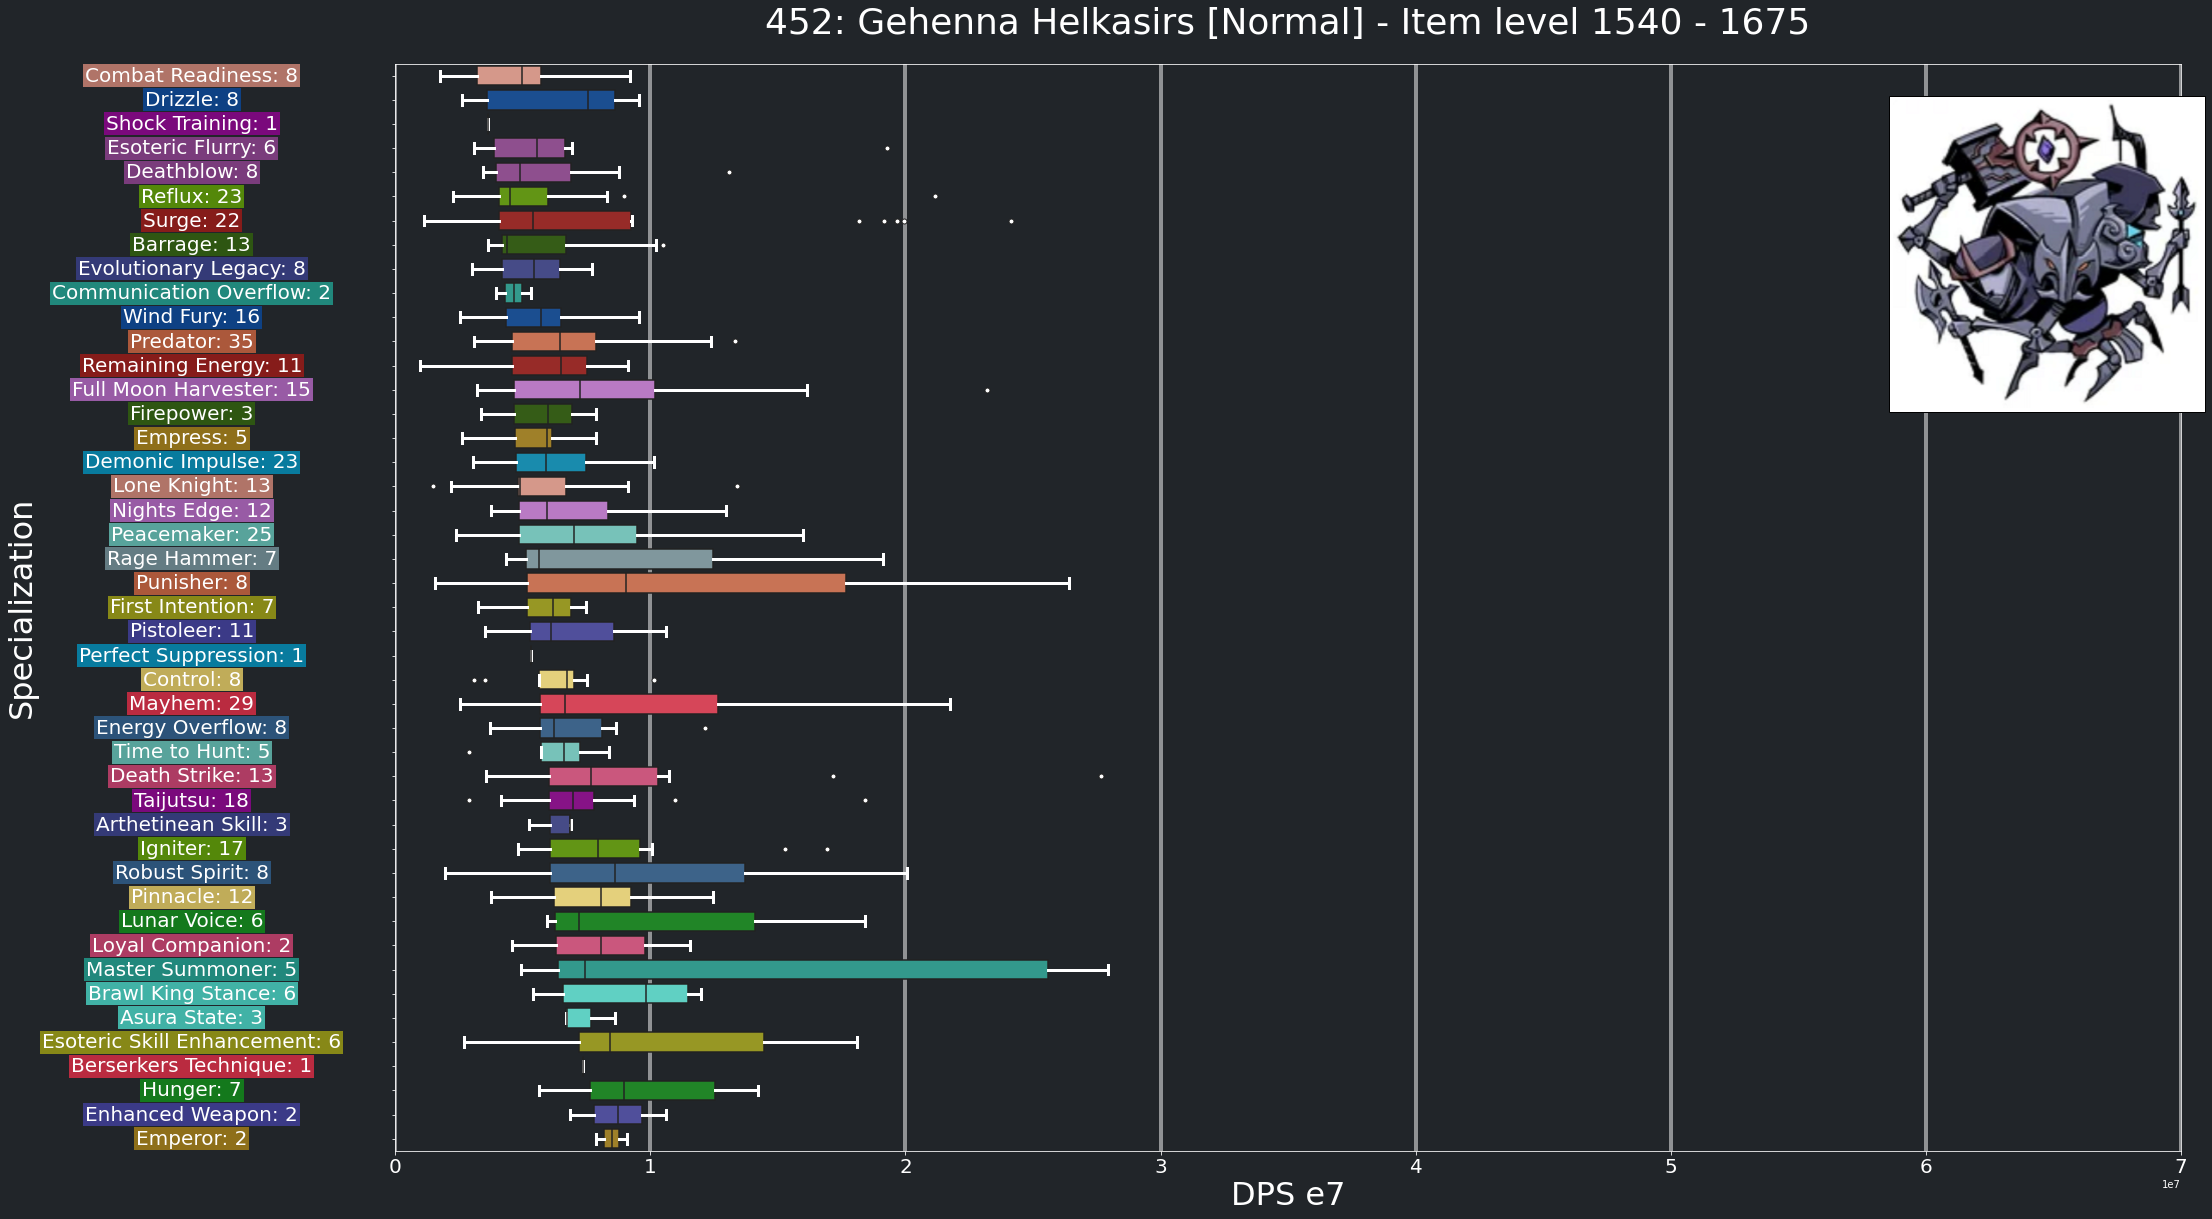 452: Gehenna Helkasirs [Normal] - Item level 1540 - 1675
Combat Readiness: 8
Drizzle: 8
Shock Training: 1
Esoteric Flurry: 6
Deathblow: 8
Reflux: 23
Surge: 22
Barrage: 13
Evolutionary Legacy: 8
Communication Overflow: 2
Wind Fury: 16
Predator: 35
Remaining Energy: 11
Full Moon Harvester: 15
Firepower: 3
Empress: 5
Demonic Impulse: 23
Lone Knight: 13
Nights Edge: 12
Peacemaker: 25
Rage Hammer: 7
Punisher: 8
First Intention: 7
Pistoleer: 11
Perfect Suppression: 1
Control: 8
Mayhem: 29
Energy Overflow: 8
Time to Hunt: 5
Death Strike: 13
Taijutsu: 18
Arthetinean Skill: 3
Igniter: 17
Robust Spirit: 8
Pinnacle: 12
Lunar Voice: 6
Loyal Companion: 2
Master Summoner: 5
Brawl King Stance: 6
Asura State: 3
Esoteric Skill Enhancement: 6
Berserkers Technique: 1
Hunger: 7
Enhanced Weapon: 2
Emperor: 2
Specialization
0 1 2 3 4 5 6 7
1e7
DPS e7